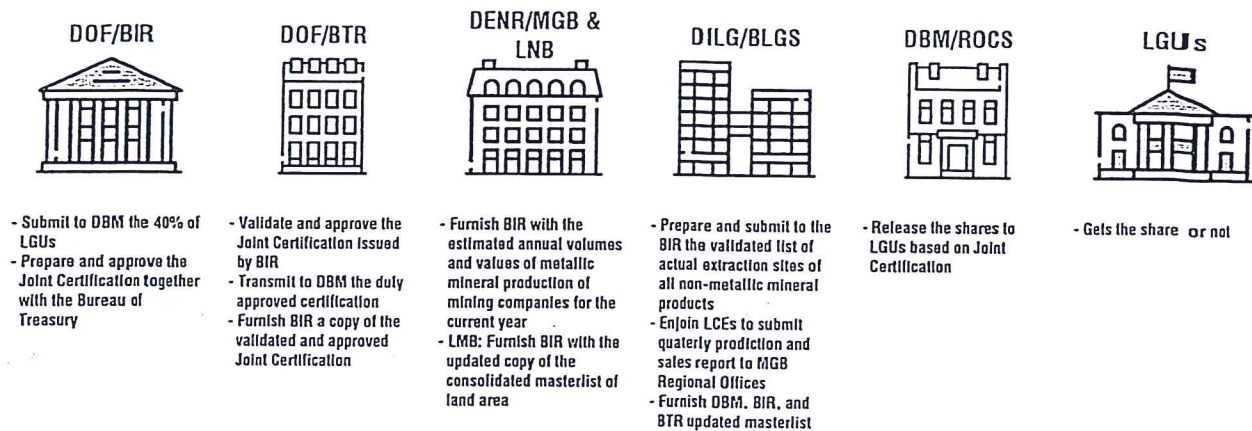 DOF/BIR
- Submit to DBM the 40% of
LGUs
- Prepare and approve the
Joint Certification together
with the Bureau of
Treasury
DOF/BTR
- Validate and approve the
Joint Certification issued
by BIR
- Transmit to DBM the duly
approved certification
- Furnish BIR a copy of the
validated and approved
Joint Certification
DENR/MGB &
LNB
- Furnish BIR with the
estimated annual volumes
and values of metallic
mineral production of
mining companies for the
current year
- LMB: Furnish BIR with the
updated copy of the
consolidated masterlist of
land area
DILG/BLGS
- Prepare and submit to the
BIR the validated list of
actual extraction sites of
all non-metallic mineral
products
- Enjoin LCEs to submit
quaterly prodiction and
sales report to MGB
Regional Offices
- Furnish DBM, BIR, and
BTR updated masterlist
DBM/ROCS
- Release the shares to
LGUs based on Joint
Certification
LGUs
- Gets the share or not